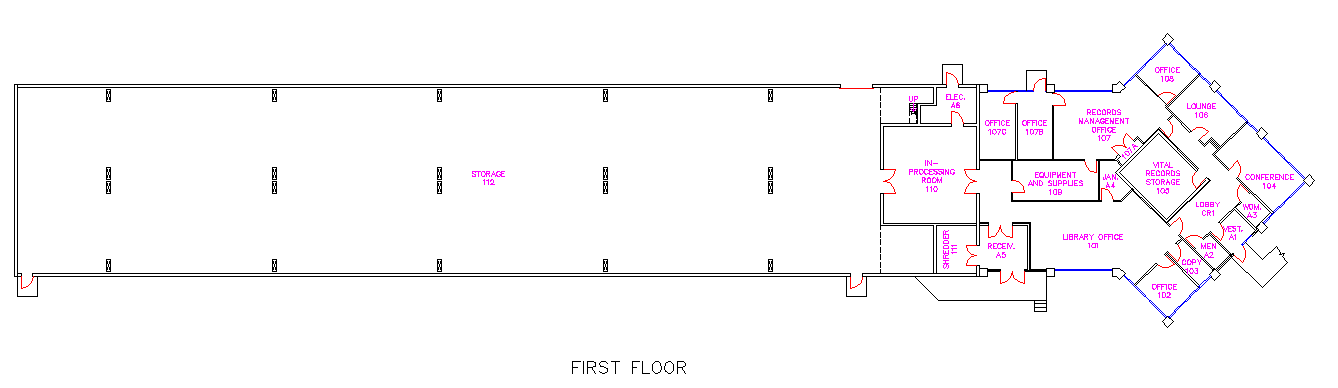 OFFICE
108
LOUNGE
106
UP
ELEC.
A6
OFFICE
107C
OFFICE
107B
RECORDS
MANAGEMENT
OFFICE
107
107A
STORAGE
112
IN-
PROCESSING
ROOM
110
EQUIPMENT
AND SUPPLIES
109
JAN.
A4
VITAL
RECORDS
STORAGE
105
CONFERENCE
104
LOBBY
CR1
WOM.
A3
VEST.
A1
SHREDDER
111
RECEIV.
A5
LIBRARY OFFICE
101
MEN
A2
COPY
103
OFFICE
102
FIRST FLOOR